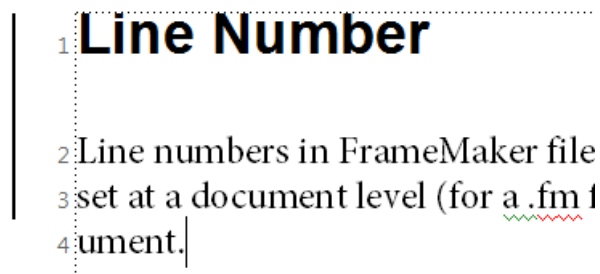 1 Line Number
2 Line numbers in FrameMaker file
3 set at a document level (for a .fm f
4 ument.